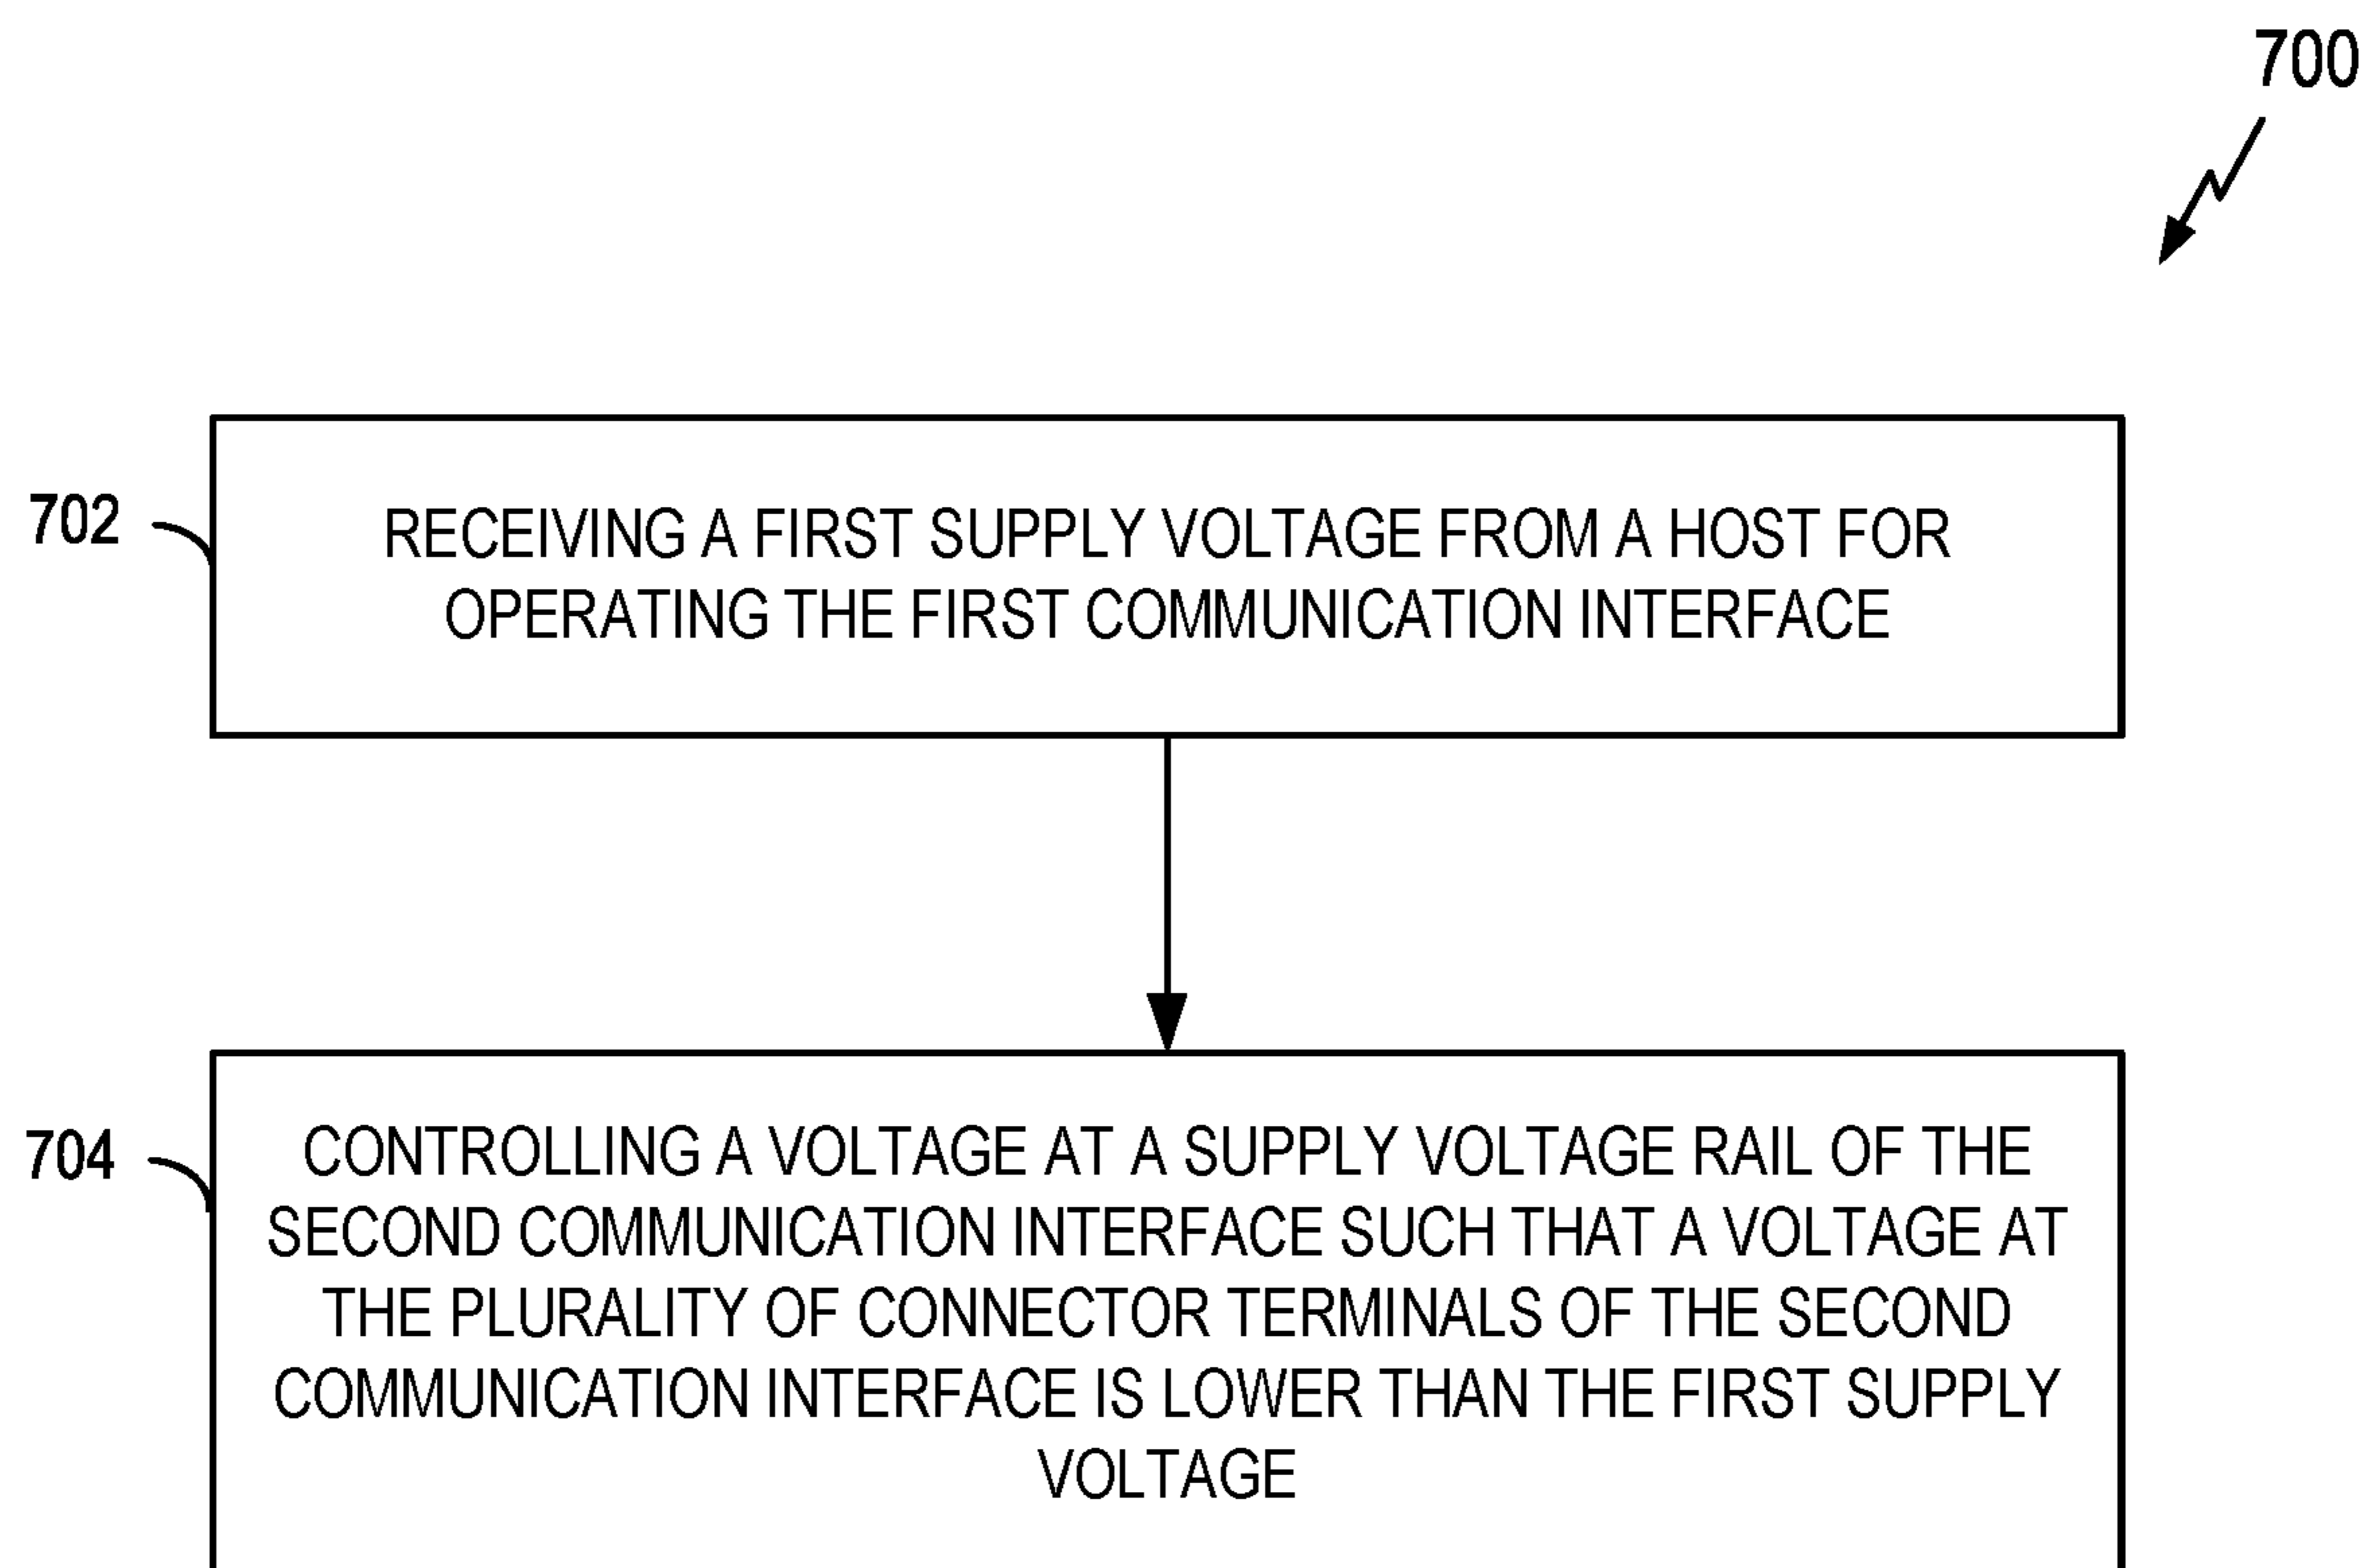 700
702
RECEIVING A FIRST SUPPLY VOLTAGE FROM A HOST FOR
OPERATING THE FIRST COMMUNICATION INTERFACE
704
CONTROLLING A VOLTAGE AT A SUPPLY VOLTAGE RAIL OF THE
SECOND COMMUNICATION INTERFACE SUCH THAT A VOLTAGE AT
THE PLURALITY OF CONNECTOR TERMINALS OF THE SECOND
COMMUNICATION INTERFACE IS LOWER THAN THE FIRST SUPPLY
VOLTAGE